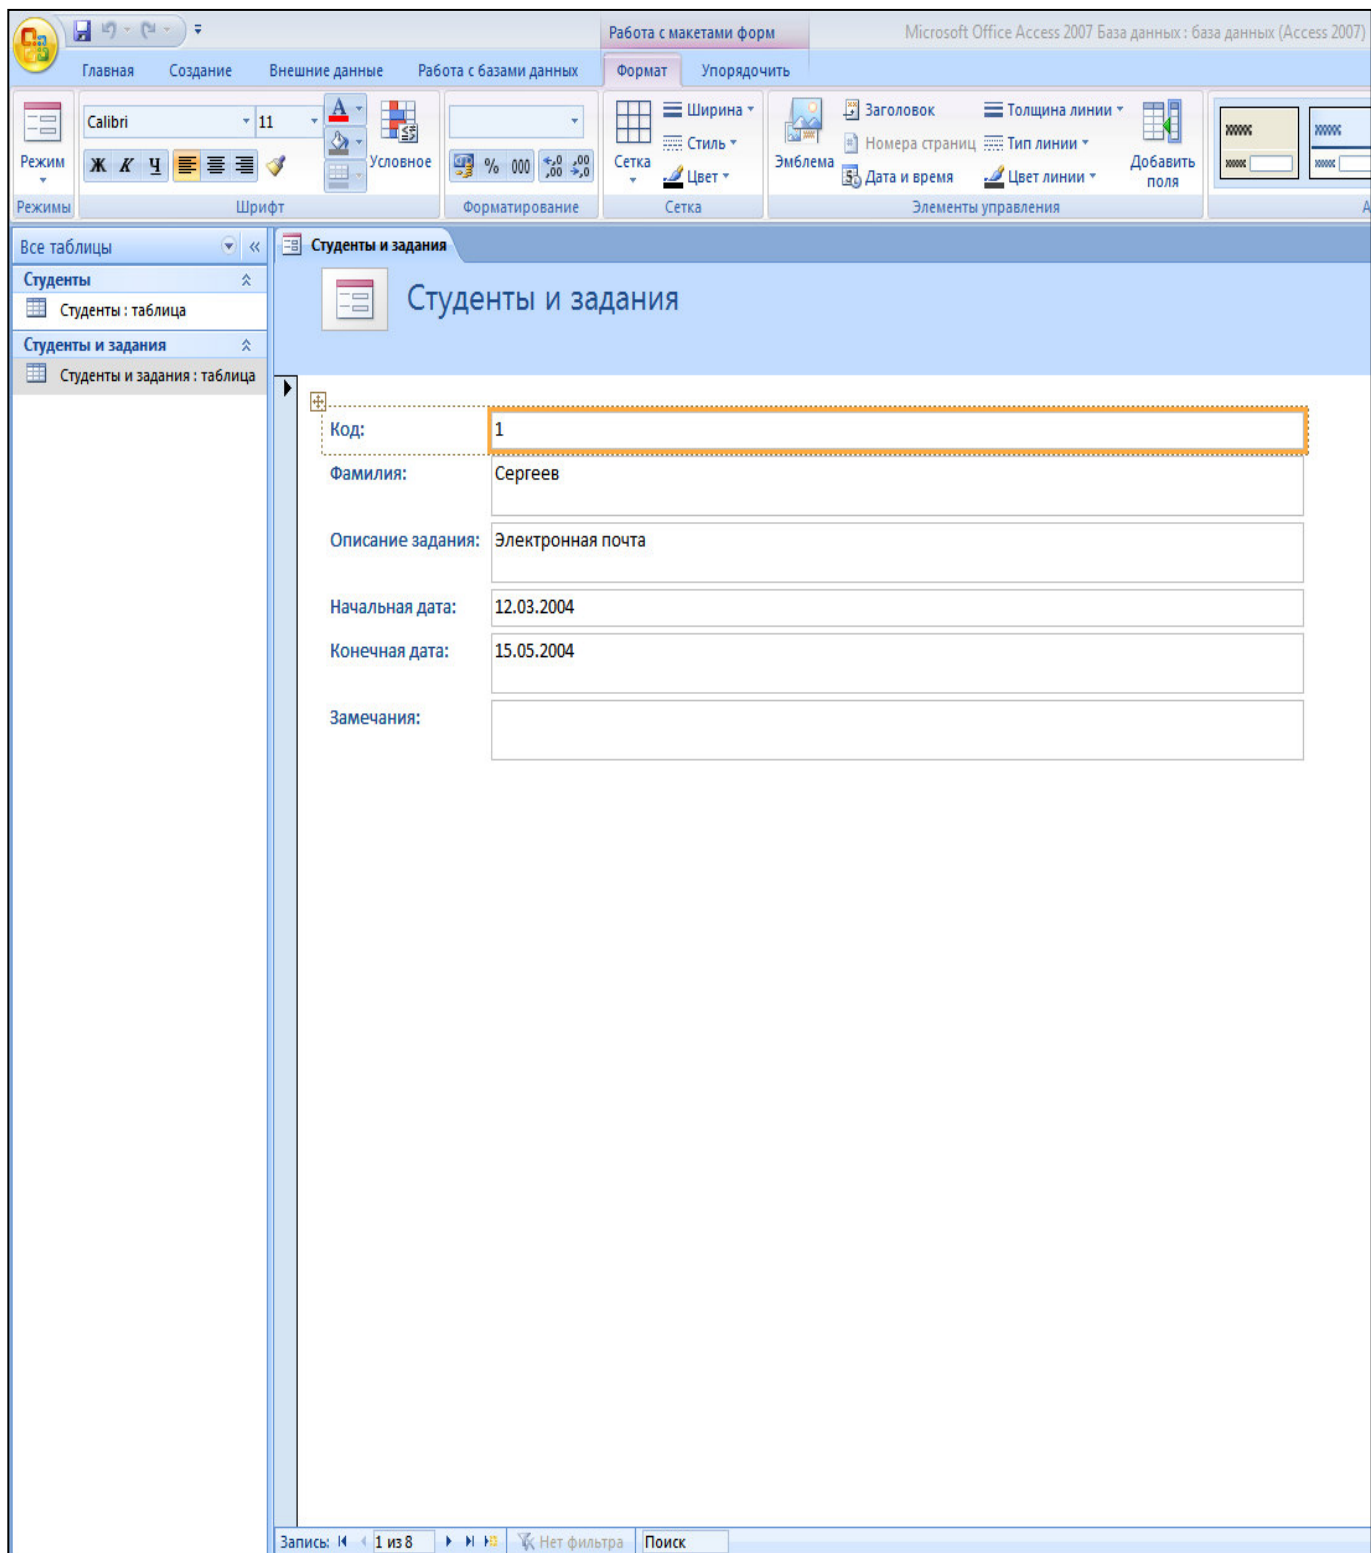 Работа с макетами форм
Microsoft Office Access 2007 База данных : база данных (Access 2007)
Главная Создание Внешние данные Работа с базами данных Формат Упорядочить
Calibri 11
Ширина Заголовок Толщина линии
Стиль Номера страниц Тип линии
Режим Ж К Ч Условное % 000 Сетка Цвет Эмблема Дата и время Цвет линии Добавить поля
Режимы Шрифт Форматирование Сетка Элементы управления
Все таблицы
Студенты
Студенты : таблица
Студенты и задания
Студенты и задания : таблица
Студенты и задания
Студенты и задания
Код: 1
Фамилия: Сергеев
Описание задания: Электронная почта
Начальная дата: 12.03.2004
Конечная дата: 15.05.2004
Замечания:
Запись: 1 из 8 Нет фильтра Поиск